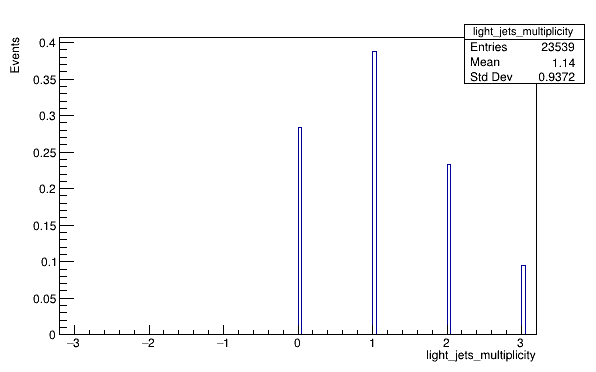 light_jets_multiplicity
Entries 23539
Mean 1.14
Std Dev 0.9372
Events
0.4
0.35
0.3
0.25
0.2
0.15
0.1
0.05
0
−3 −2 −1 0 1 2 3
light_jets_multiplicity